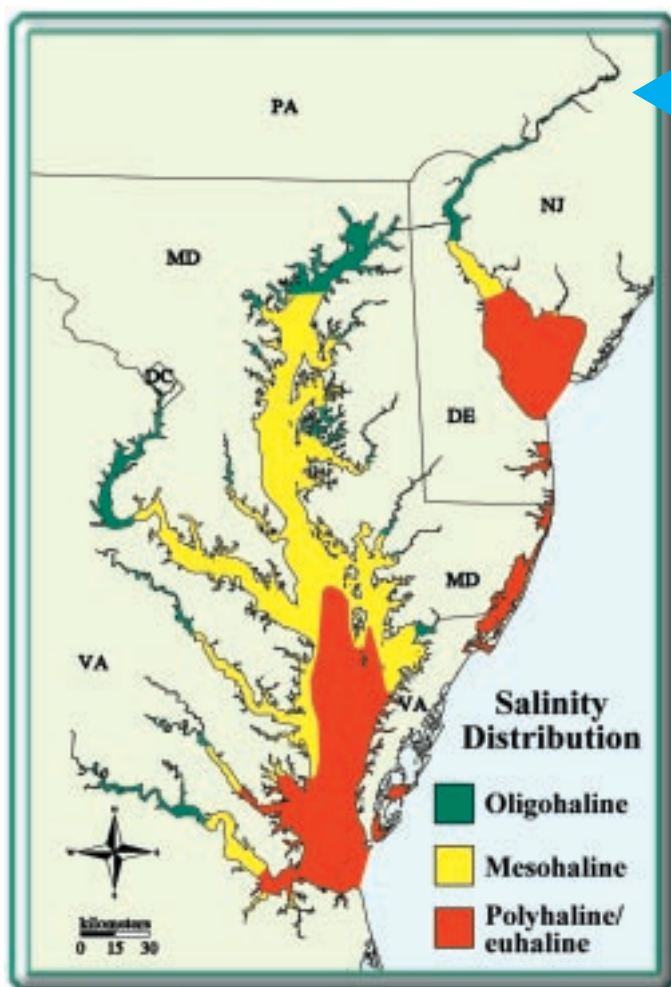 PA
NJ
MD
DC
DE
MD
VA
VA
Salinity
Distribution
Oligohaline
Mesohaline
Polyhaline/
euhaline
N
kilometers
0 15 30